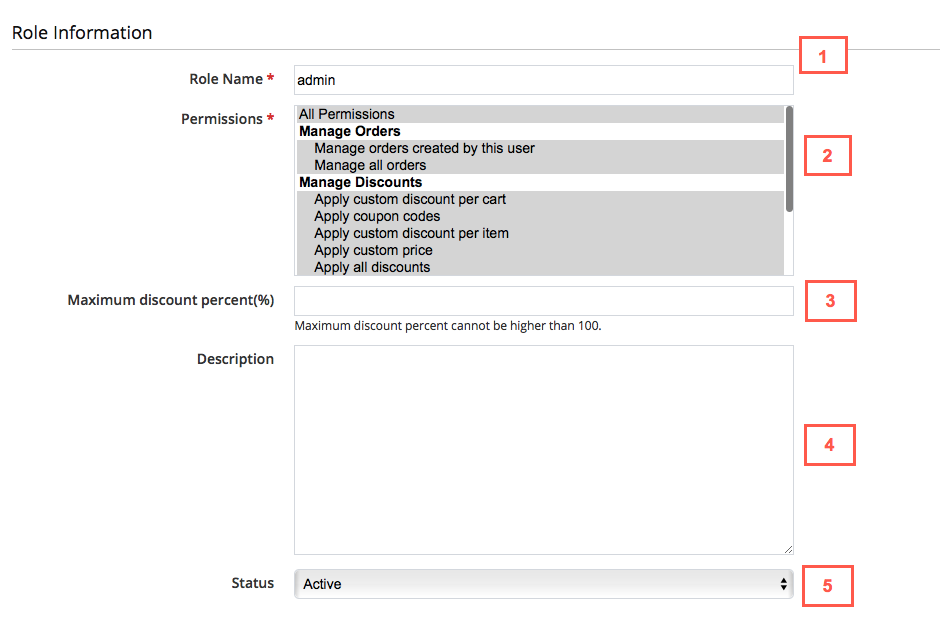 Role Information
1
Role Name *
admin
Permissions *
All Permissions
Manage Orders
Manage orders created by this user
Manage all orders
Manage Discounts
Apply custom discount per cart
Apply coupon codes
Apply custom discount per item
Apply custom price
Apply all discounts
2
Maximum discount percent(%)
3
Maximum discount percent cannot be higher than 100.
Description
4
Status
Active
5